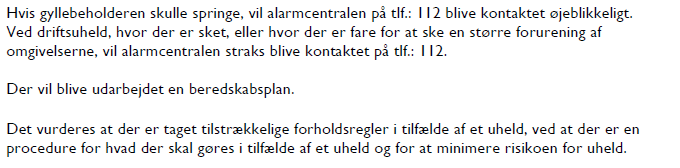 Hvis gyllebeholderen skulle springe, vil alarmcentralen på tlf.: 112 blive kontaktet øjeblikkeligt.
Ved driftsuheld, hvor der er sket, eller hvor der er fare for at ske en større forurening af
omgivelserne, vil alarmcentralen straks blive kontaktet på tlf.: 112.
Der vil blive udarbejdet en beredskabsplan.
Det vurderes at der er taget tilstrækkelige forholdsregler i tilfælde af et uheld, ved at der er en
procedure for hvad der skal gøres i tilfælde af et uheld og for at minimere risikoen for uheld.